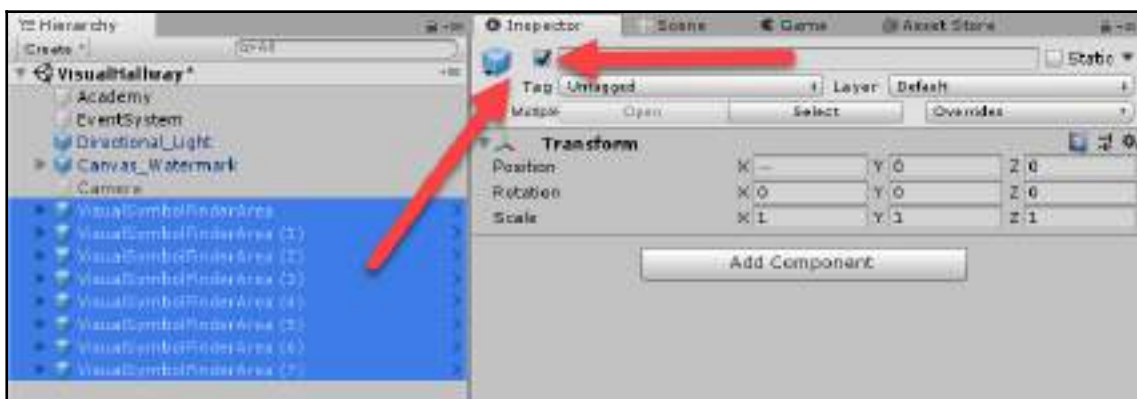 Hierarchy
Create
All
VisualHallway*
Academy
EventSystem
Directional_Light
Canvas_Watermark
Camera
VisualSymbolFinderArea
VisualSymbolFinderArea (1)
VisualSymbolFinderArea (2)
VisualSymbolFinderArea (3)
VisualSymbolFinderArea (4)
VisualSymbolFinderArea (5)
VisualSymbolFinderArea (6)
VisualSymbolFinderArea (7)
Inspector Scene Game Asset Store
Static
Tag Untagged Layer Default
Multiple Open Select Overrides
Transform
Position X — Y 0 Z 0
Rotation X 0 Y 0 Z 0
Scale X 1 Y 1 Z 1
Add Component